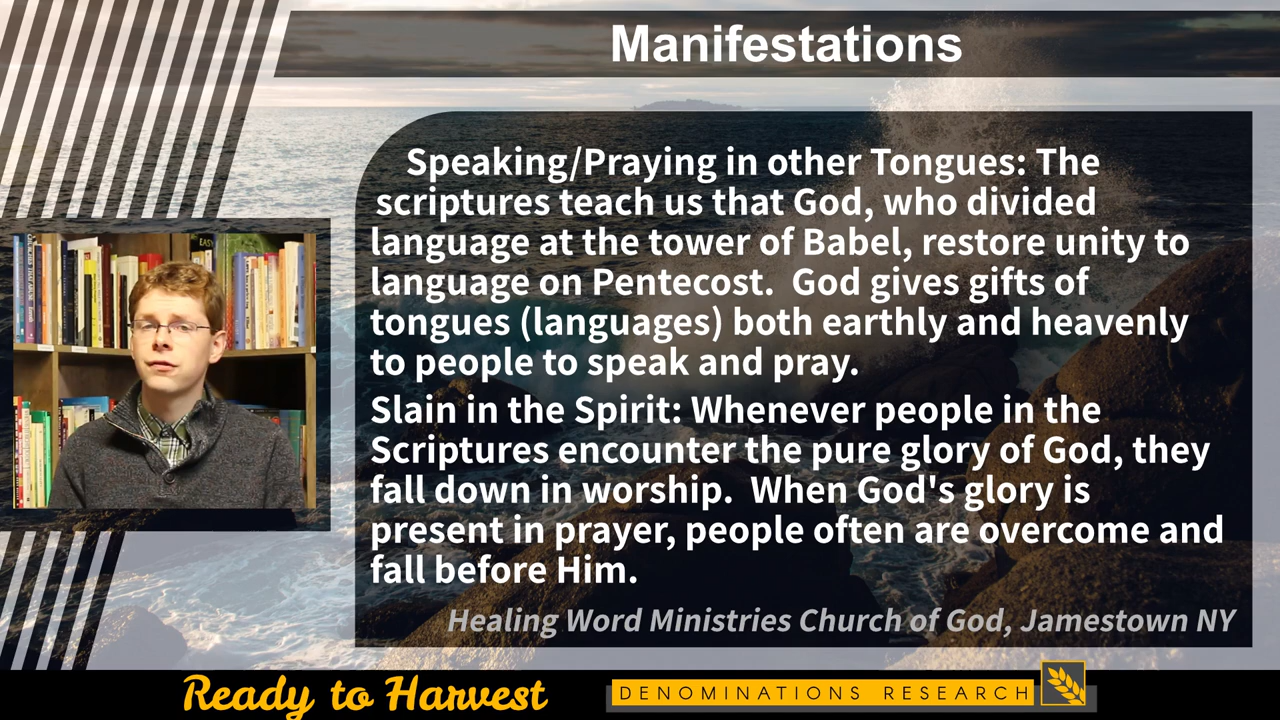 Manifestations
Speaking/Praying in other Tongues: The
scriptures teach us that God, who divided
language at the tower of Babel, restore unity to
language on Pentecost.  God gives gifts of
tongues (languages) both earthly and heavenly
to people to speak and pray.
Slain in the Spirit: Whenever people in the
Scriptures encounter the pure glory of God, they
fall down in worship.  When God's glory is
present in prayer, people often are overcome and
fall before Him.
Healing Word Ministries Church of God, Jamestown NY
EASY
Ready to Harvest
DENOMINATIONS RESEARCH